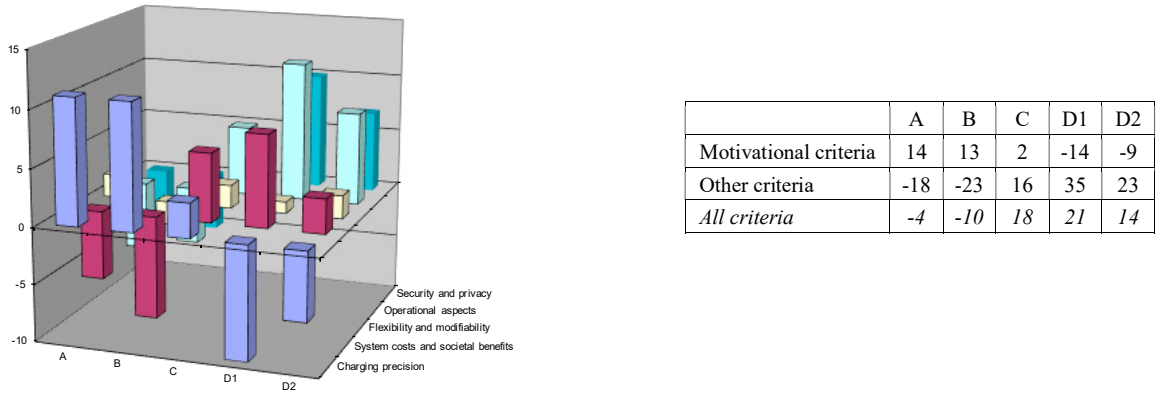 15
10
5
0
-5
-10
A
B
C
D1
D2
Security and privacy
Operational aspects
Flexibility and modifiability
System costs and societal benefits
Charging precision
A B C D1 D2
Motivational criteria 14 13 2 -14 -9
Other criteria -18 -23 16 35 23
All criteria -4 -10 18 21 14